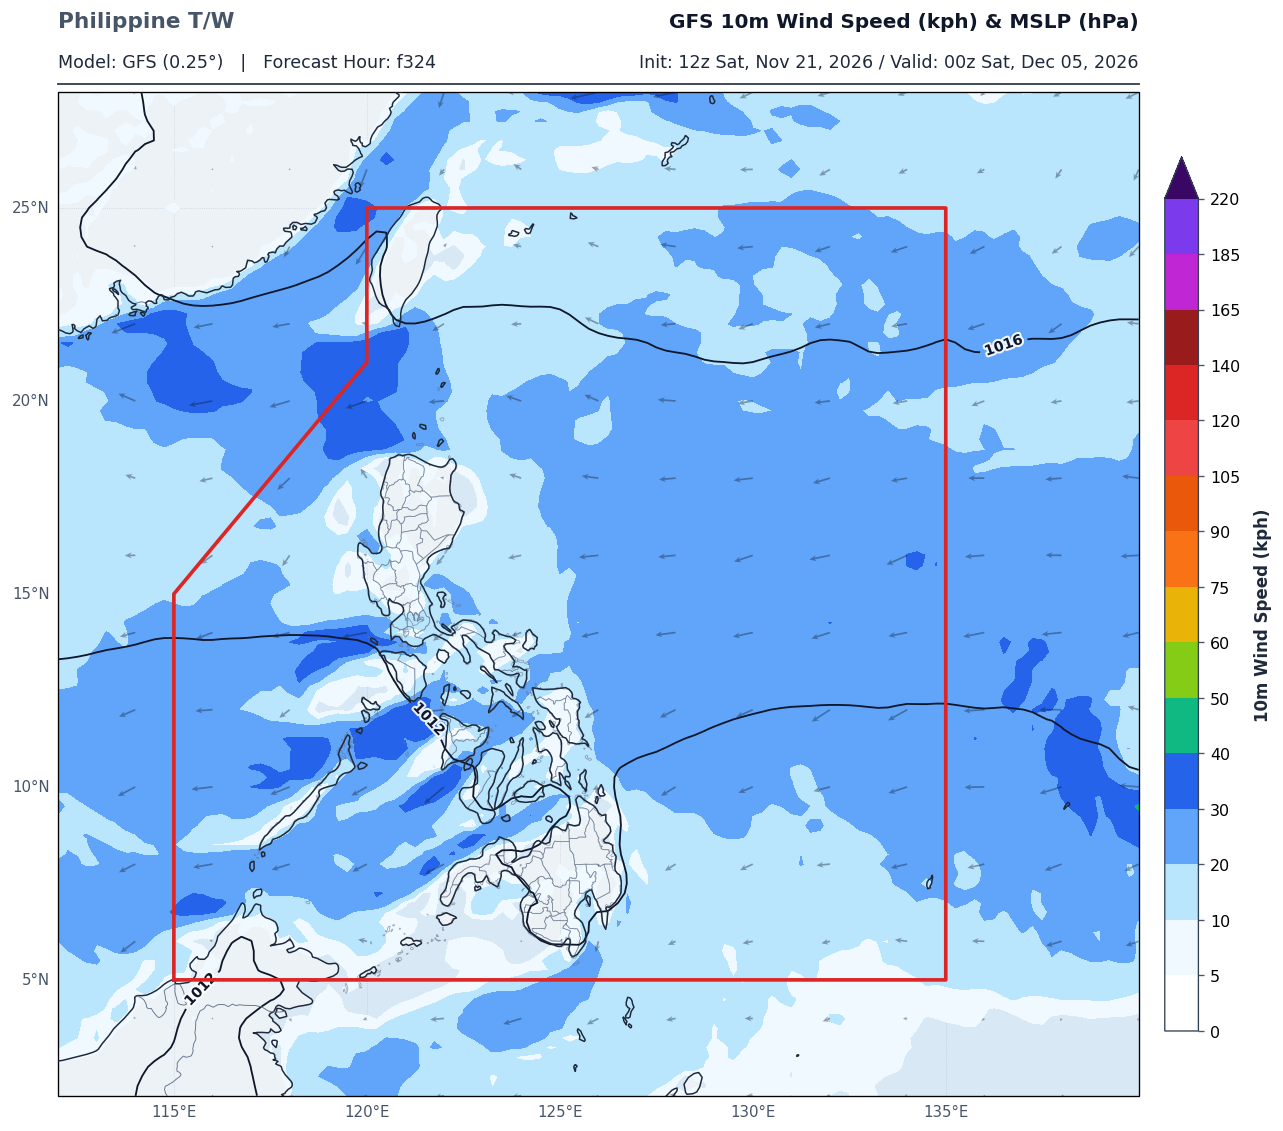 Philippine T/W
GFS 10m Wind Speed (kph) & MSLP (hPa)
Model: GFS (0.25°) | Forecast Hour: f324
Init: 12z Sat, Nov 21, 2026 / Valid: 00z Sat, Dec 05, 2026
25°N
20°N
15°N
10°N
5°N
115°E
120°E
125°E
130°E
135°E
1016
1012
1012
220
185
165
140
120
105
90
75
60
50
40
30
20
10
5
0
10m Wind Speed (kph)